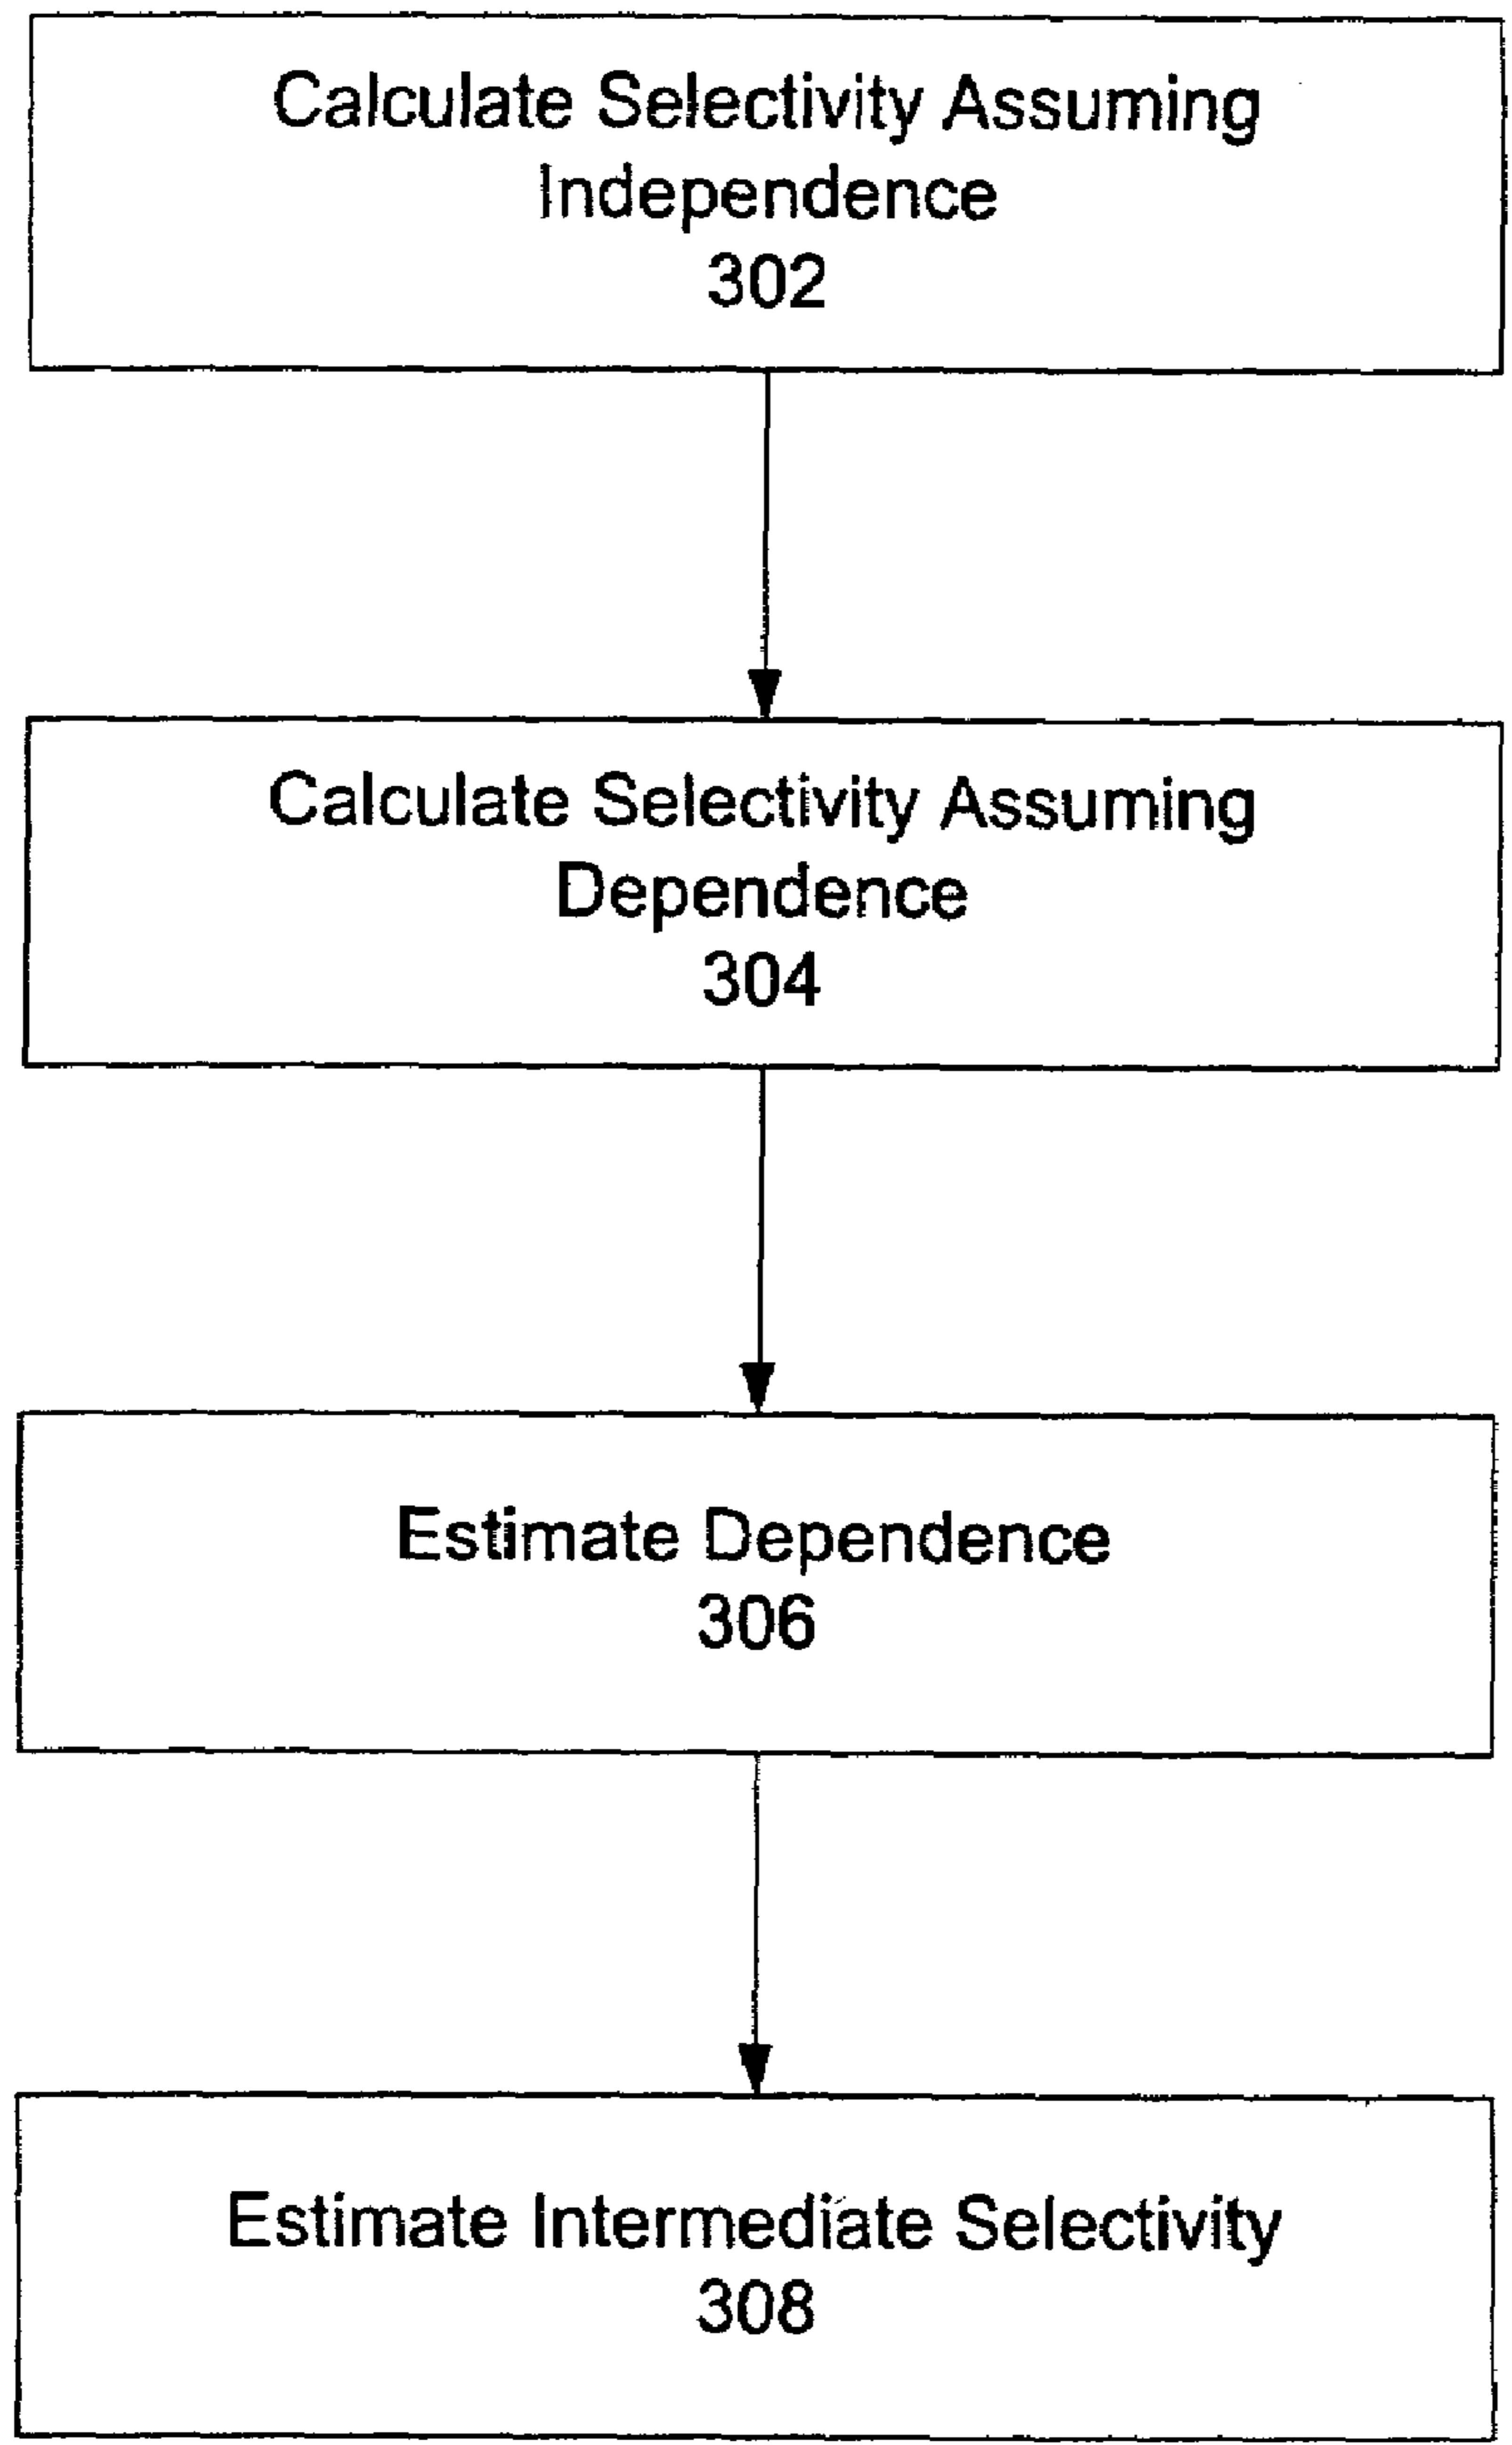 Calculate Selectivity Assuming
Independence
302
Calculate Selectivity Assuming
Dependence
304
Estimate Dependence
306
Estimate Intermediate Selectivity
308